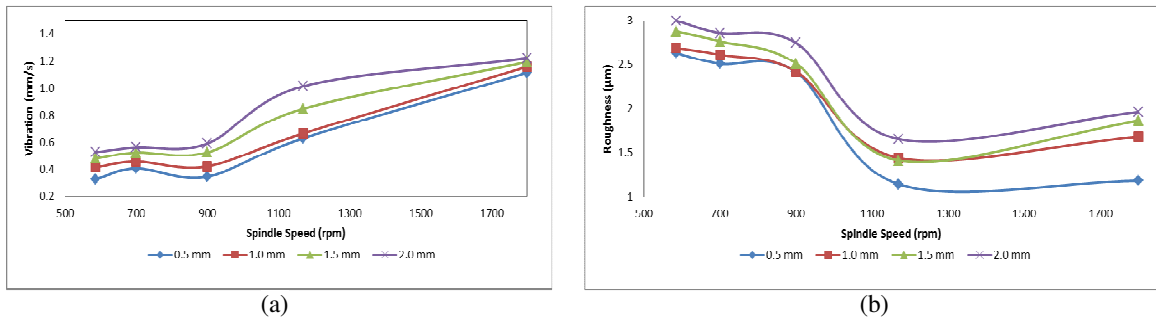 1.4
1.2
1.0
0.8
0.6
0.4
0.2
Vibration (mm/s)
500 700 900 1100 1300 1500 1700
Spindle Speed (rpm)
0.5 mm 1.0 mm 1.5 mm 2.0 mm
(a)
3
2.5
2
1.5
1
Roughness (µm)
500 700 900 1100 1300 1500 1700
Spindle Speed (rpm)
0.5 mm 1.0 mm 1.5 mm 2.0 mm
(b)